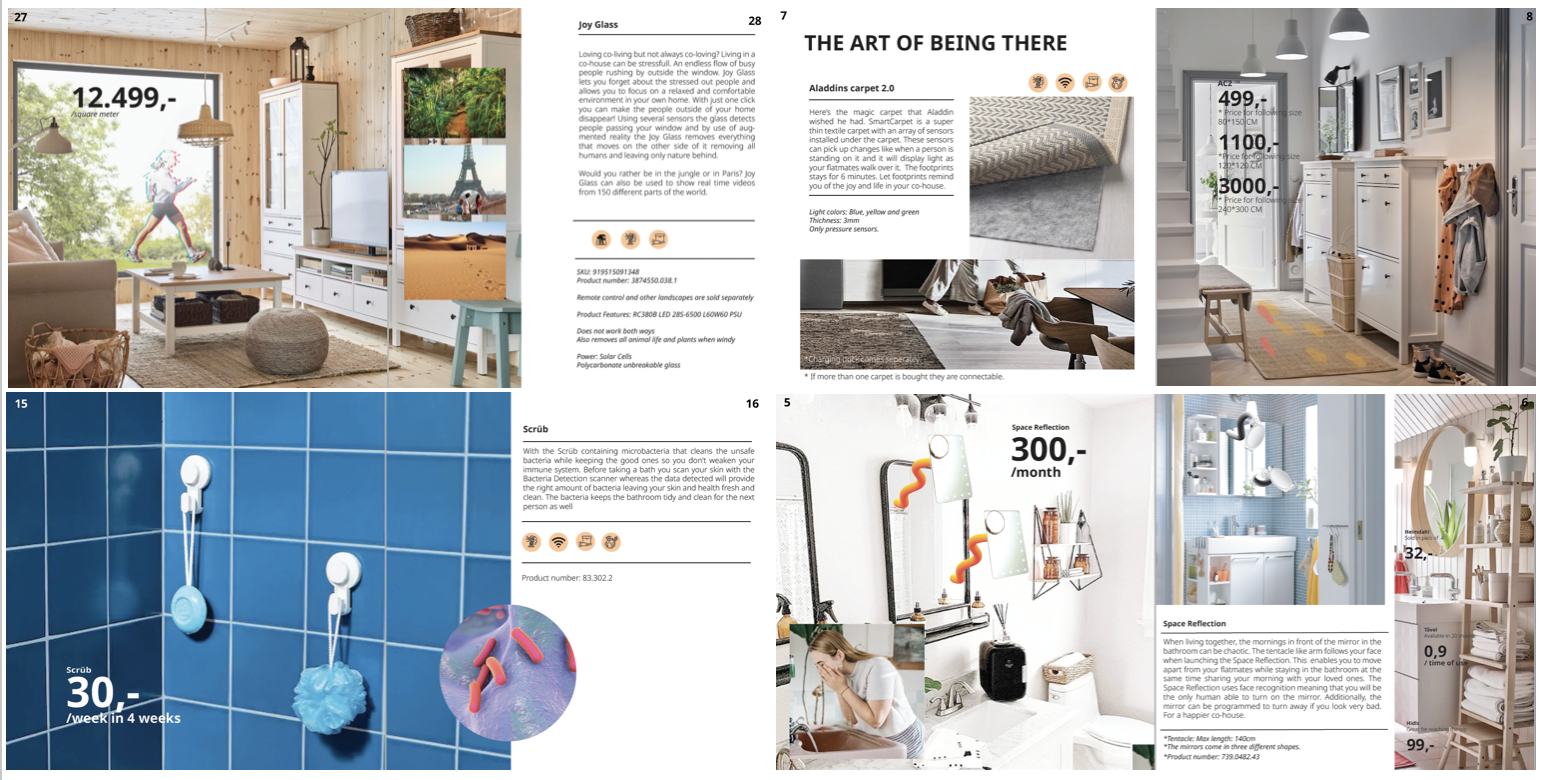 27
12.499,-
/square meter
28
Joy Glass
Loving co-living but not always co-loving? Living in a
co-house can be stressfull. An endless flow of busy
people rushing by outside the window. Joy Glass
lets you forget about the stressed out people and
allows you to focus on a relaxed and comfortable
environment in your own home. With just one click
you can make the people outside of your home
disappear! Using several sensors the glass detects
people passing your window and by use of aug-
mented reality the Joy Glass removes everything
that moves on the other side of it removing all
humans and leaving only nature behind.
Would you rather be in the jungle or in Paris? Joy
Glass can also be used to show real time videos
from 150 different parts of the world.
SKU: 919515091348
Product number: 3874550.038.1
Remote control and other landscapes are sold separately
Product Features: RC380B LED 28S-6500 L60W60 PSU
Does not work both ways
Also removes all animal life and plants when windy
Power: Solar Cells
Polycarbonate unbreakable glass
7
THE ART OF BEING THERE
Aladdins carpet 2.0
Here's the magic carpet that Aladdin
wished he had. SmartCarpet is a super
thin textile carpet with an array of sensors
installed under the carpet. These sensors
can pick up changes like when a person is
standing on it and it will display light as
your flatmates walk over it. The footprints
stays for 6 minutes. Let footprints remind
you of the joy and life in your co-house.
Light colors: Blue, yellow and green
Thichness: 3mm
Only pressure sensors.
*Charging dock comes seperately
* If more than one carpet is bought they are connectable.
8
AC2
499,-
* Price for following size
80*150 CM
1100,-
*Price for following size
120*120 CM
3000,-
* Price for following size
240*300 CM
15
Scrüb
30,-
/week in 4 weeks
16
Scrüb
With the Scrüb containing microbacteria that cleans the unsafe
bacteria while keeping the good ones so you don't weaken your
immune system. Before taking a bath you scan your skin with the
Bacteria Detection scanner whereas the data detected will provide
the right amount of bacteria leaving your skin and health fresh and
clean. The bacteria keeps the bathroom tidy and clean for the next
person as well
Product number: 83.302.2
5
Space Reflection
300,-
/month
Space Reflection
When living together, the mornings in front of the mirror in the
bathroom can be chaotic. The tentacle like arm follows your face
when launching the Space Reflection. This enables you to move
apart from your flatmates while staying in the bathroom at the
same time sharing your morning with your loved ones. The
Space Reflection uses face recognition meaning that you will be
the only human able to turn on the mirror. Additionally, the
mirror can be programmed to turn away if you look very bad.
For a happier co-house.
*Tentacle: Max length: 140cm
*The mirrors come in three different shapes.
*Product number: 739.0482.43
6
Heimdahl
Sold in pairs of
32,-
Tövel
Available in 20
0,9
/ time of use
Hidis
99,-